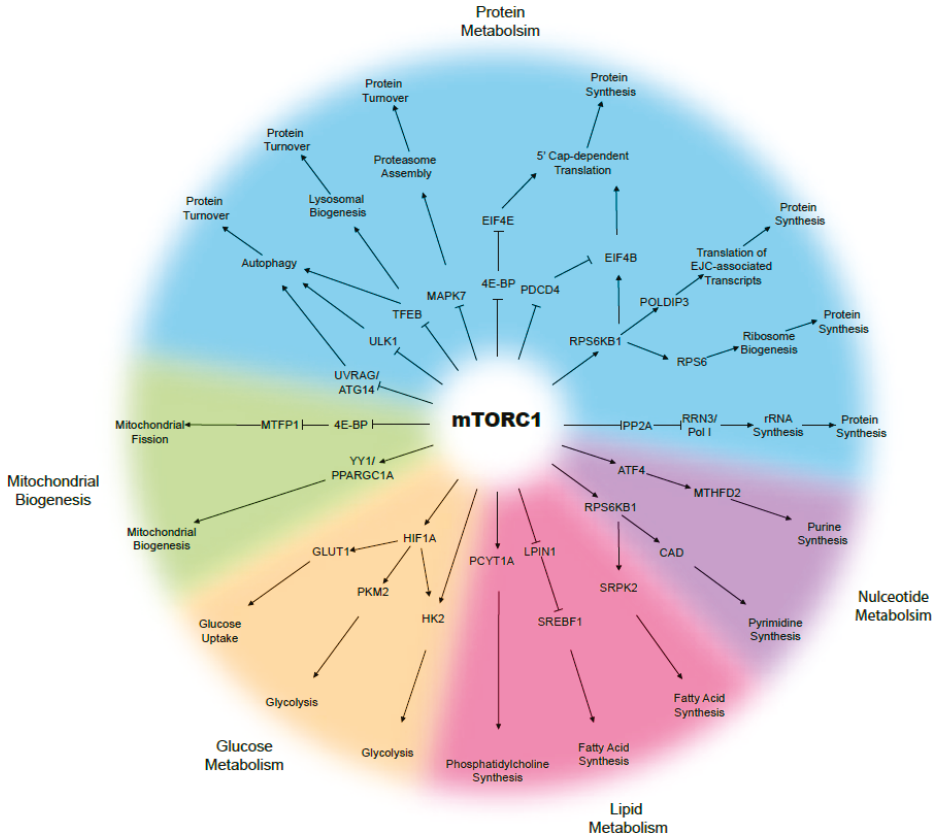 Protein
Metabolsim
Protein
Turnover
Protein
Synthesis
Protein
Turnover
Proteasome
Assembly
5' Cap-dependent
Translation
Protein
Turnover
Lysosomal
Biogenesis
Protein
Synthesis
EIF4E
Autophagy
EIF4B
Translation of
EJC-associated
Transcripts
MAPK7
4E-BP
PDCD4
POLDIP3
TFEB
Protein
Synthesis
ULK1
RPS6KB1
Ribosome
Biogenesis
RPS6
UVRAG/
ATG14
mTORC1
Mitochondrial
Fission
MTFP1
4E-BP
PP2A
RRN3/
Pol I
rRNA
Synthesis
Protein
Synthesis
YY1/
PPARGC1A
ATF4
Mitochondrial
Biogenesis
MTHFD2
RPS6KB1
Mitochondrial
Biogenesis
Purine
Synthesis
HIF1A
GLUT1
PCYT1A
LPIN1
CAD
PKM2
SRPK2
HK2
SREBF1
Nulceotide
Metabolsim
Glucose
Uptake
Pyrimidine
Synthesis
Glycolysis
Fatty Acid
Synthesis
Glucose
Metabolism
Glycolysis
Phosphatidylcholine
Synthesis
Fatty Acid
Synthesis
Lipid
Metabolism